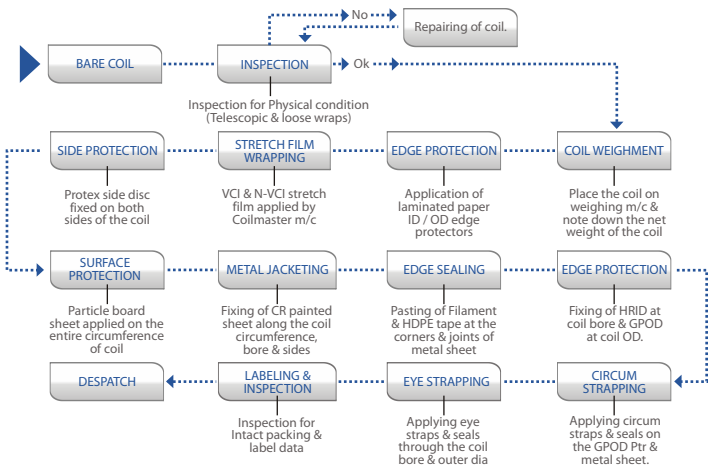 No
Repairing of coil.
BARE COIL
INSPECTION
Ok
Inspection for Physical condition
(Telescopic & loose wraps)
SIDE PROTECTION
STRETCH FILM
WRAPPING
EDGE PROTECTION
COIL WEIGHMENT
Protex side disc
fixed on both
sides of the coil
VCI & N-VCI stretch
film applied by
Coilmaster m/c
Application of
laminated paper
ID / OD edge
protectors
Place the coil on
weighing m/c &
note down the net
weight of the coil
SURFACE
PROTECTION
METAL JACKETING
EDGE SEALING
EDGE PROTECTION
Particle board
sheet applied on the
entire circumference
of coil
Fixing of CR painted
sheet along the coil
circumference,
bore & sides
Pasting of Filament
& HDPE tape at the
corners & joints of
metal sheet
Fixing of HRID at
coil bore & GPOD
at coil OD.
DESPATCH
LABELING &
INSPECTION
EYE STRAPPING
CIRCUM
STRAPPING
Inspection for
Intact packing &
label data
Applying eye
straps & seals
through the coil
bore & outer dia
Applying circum
straps & seals on
the GPOD Ptr &
metal sheet.